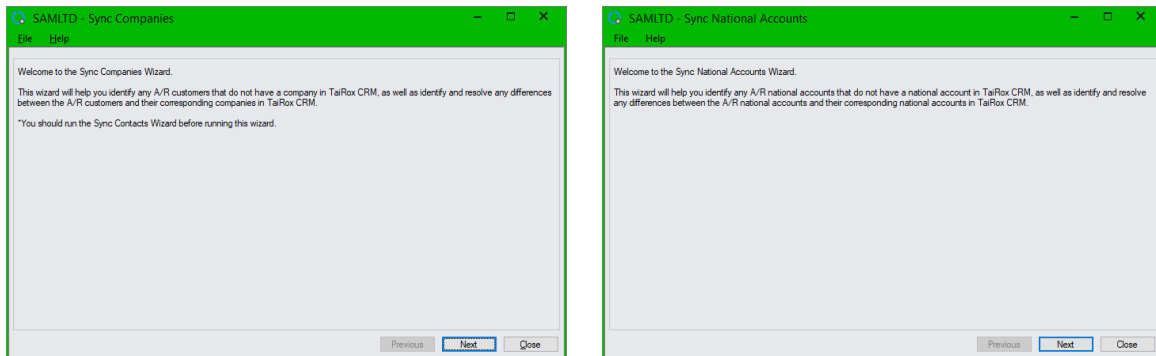 SAMLTD - Sync Companies
File Help
Welcome to the Sync Companies Wizard.
This wizard will help you identify any A/R customers that do not have a company in TaiRox CRM, as well as identify and resolve any differences
between the A/R customers and their corresponding companies in TaiRox CRM.
*You should run the Sync Contacts Wizard before running this wizard.
Previous Next Close
SAMLTD - Sync National Accounts
File Help
Welcome to the Sync National Accounts Wizard.
This wizard will help you identify any A/R national accounts that do not have a national account in TaiRox CRM, as well as identify and resolve
any differences between the A/R national accounts and their corresponding national accounts in TaiRox CRM.
Previous Next Close